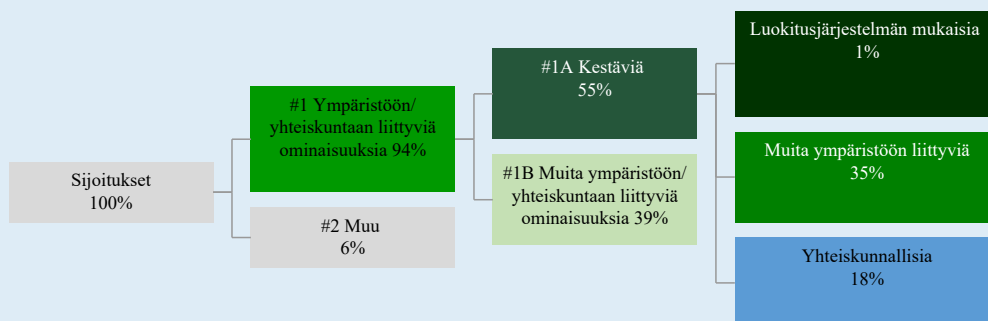 Sijoitukset
100%
#1 Ympäristöön/
yhteiskuntaan liittyviä
ominaisuuksia 94%
#2 Muu
6%
#1A Kestäviä
55%
#1B Muita ympäristöön/
yhteiskuntaan liittyviä
ominaisuuksia 39%
Luokitusjärjestelmän mukaisia
1%
Muita ympäristöön liittyviä
35%
Yhteiskunnallisia
18%